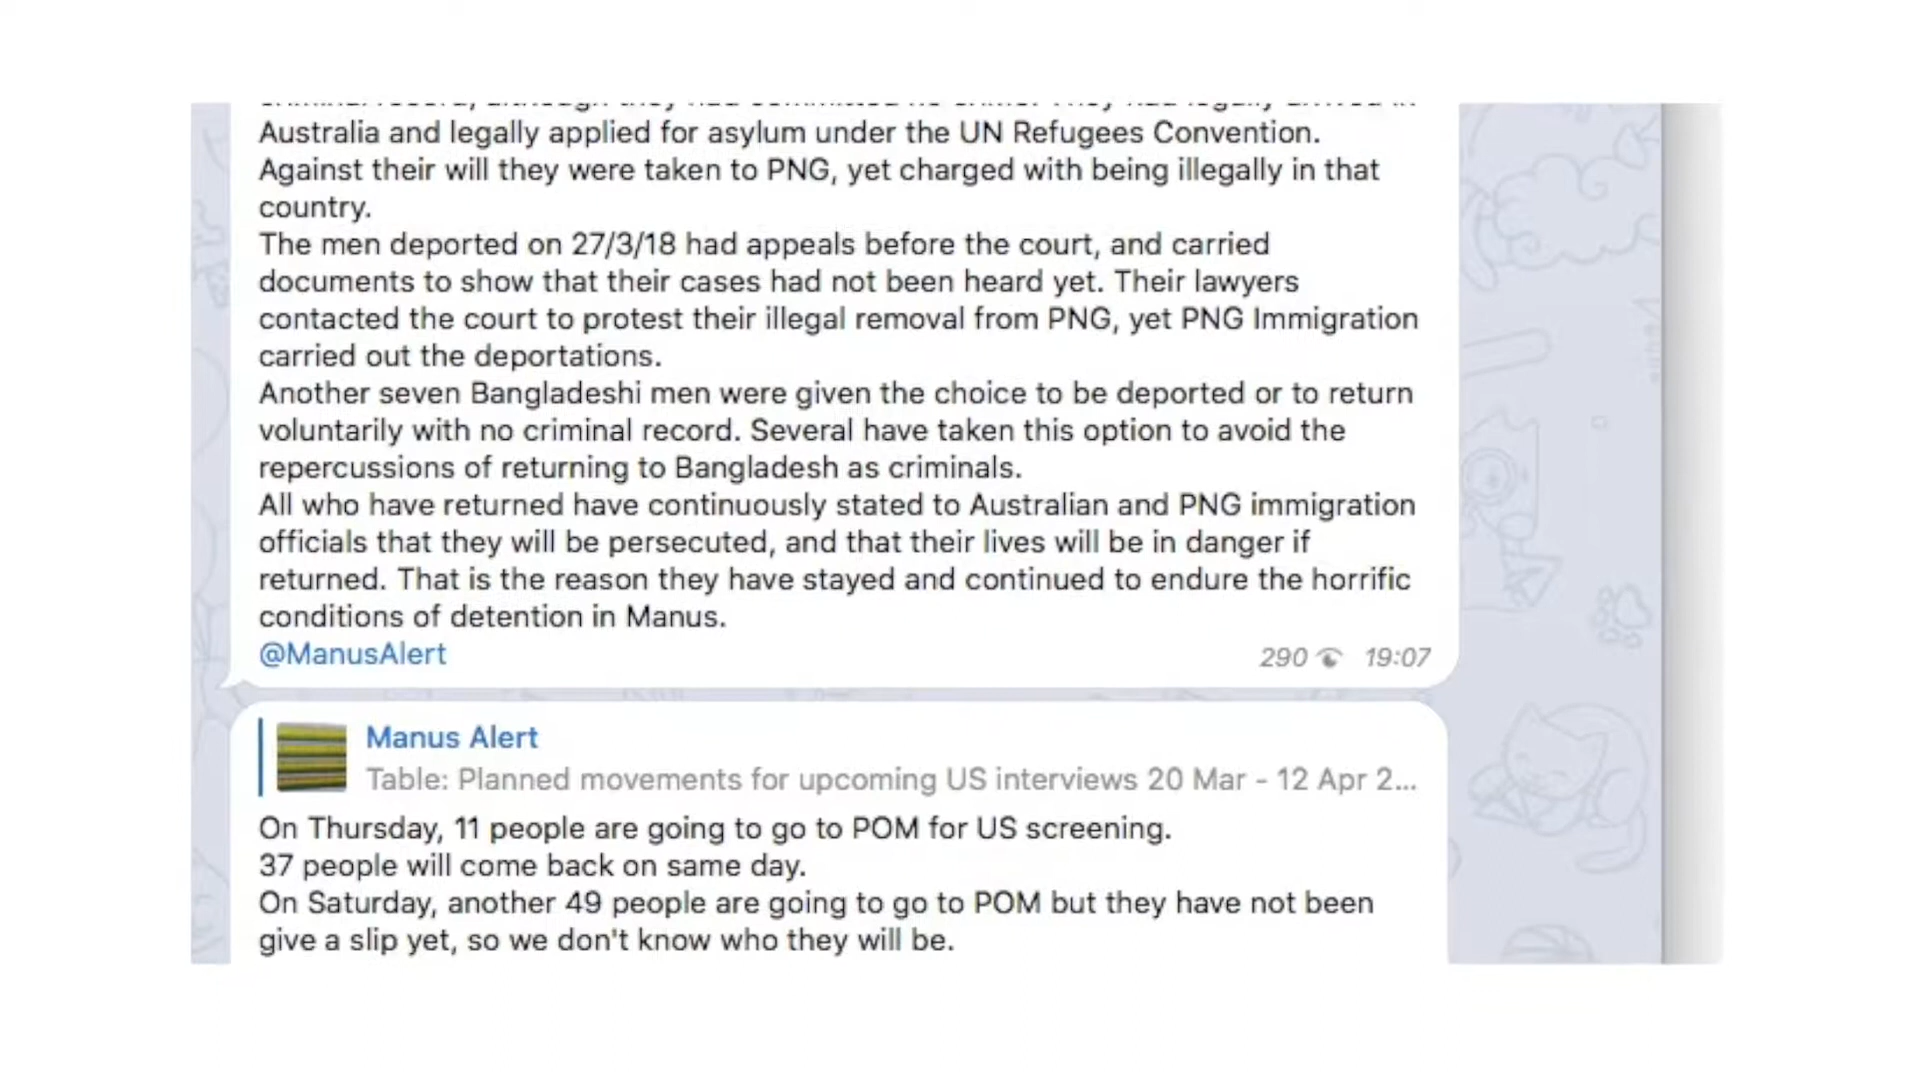 Australia and legally applied for asylum under the UN Refugees Convention.
Against their will they were taken to PNG, yet charged with being illegally in that
country.
The men deported on 27/3/18 had appeals before the court, and carried
documents to show that their cases had not been heard yet. Their lawyers
contacted the court to protest their illegal removal from PNG, yet PNG Immigration
carried out the deportations.
Another seven Bangladeshi men were given the choice to be deported or to return
voluntarily with no criminal record. Several have taken this option to avoid the
repercussions of returning to Bangladesh as criminals.
All who have returned have continuously stated to Australian and PNG immigration
officials that they will be persecuted, and that their lives will be in danger if
returned. That is the reason they have stayed and continued to endure the horrific
conditions of detention in Manus.
@ManusAlert 290 19:07
Manus Alert
Table: Planned movements for upcoming US interviews 20 Mar - 12 Apr 2...
On Thursday, 11 people are going to go to POM for US screening.
37 people will come back on same day.
On Saturday, another 49 people are going to go to POM but they have not been
give a slip yet, so we don't know who they will be.